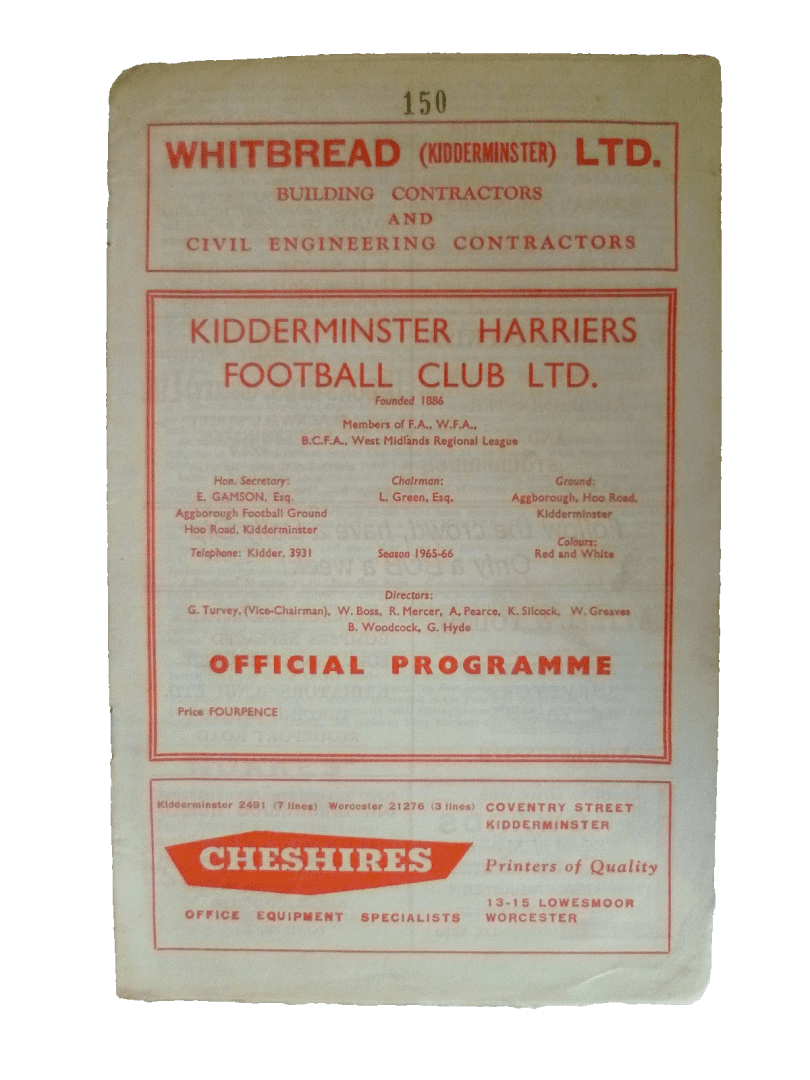 150
WHITBREAD (KIDDERMINSTER) LTD.
BUILDING CONTRACTORS
AND
CIVIL ENGINEERING CONTRACTORS
KIDDERMINSTER HARRIERS
FOOTBALL CLUB LTD.
Founded 1886
Members of F.A., W.F.A.,
B.C.F.A., West Midlands Regional League
Hon. Secretary:
E. GAMSON, Esq.
Aggborough Football Ground
Hoo Road, Kidderminster
Telephone: Kidder. 3931
Chairman:
L. Green, Esq.
Season 1965-66
Ground:
Aggborough, Hoo Road,
Kidderminster
Colours:
Red and White
Directors:
G. Turvey, (Vice-Chairman), W. Boss, R. Mercer, A. Pearce, K. Silcock, W. Greaves
B. Woodcock, G. Hyde
OFFICIAL PROGRAMME
Price FOURPENCE
Kidderminster 2491 (7 lines) Worcester 21276 (3 lines)
CHESHIRES
OFFICE EQUIPMENT SPECIALISTS
COVENTRY STREET
KIDDERMINSTER
Printers of Quality
13-15 LOWESMOOR
WORCESTER